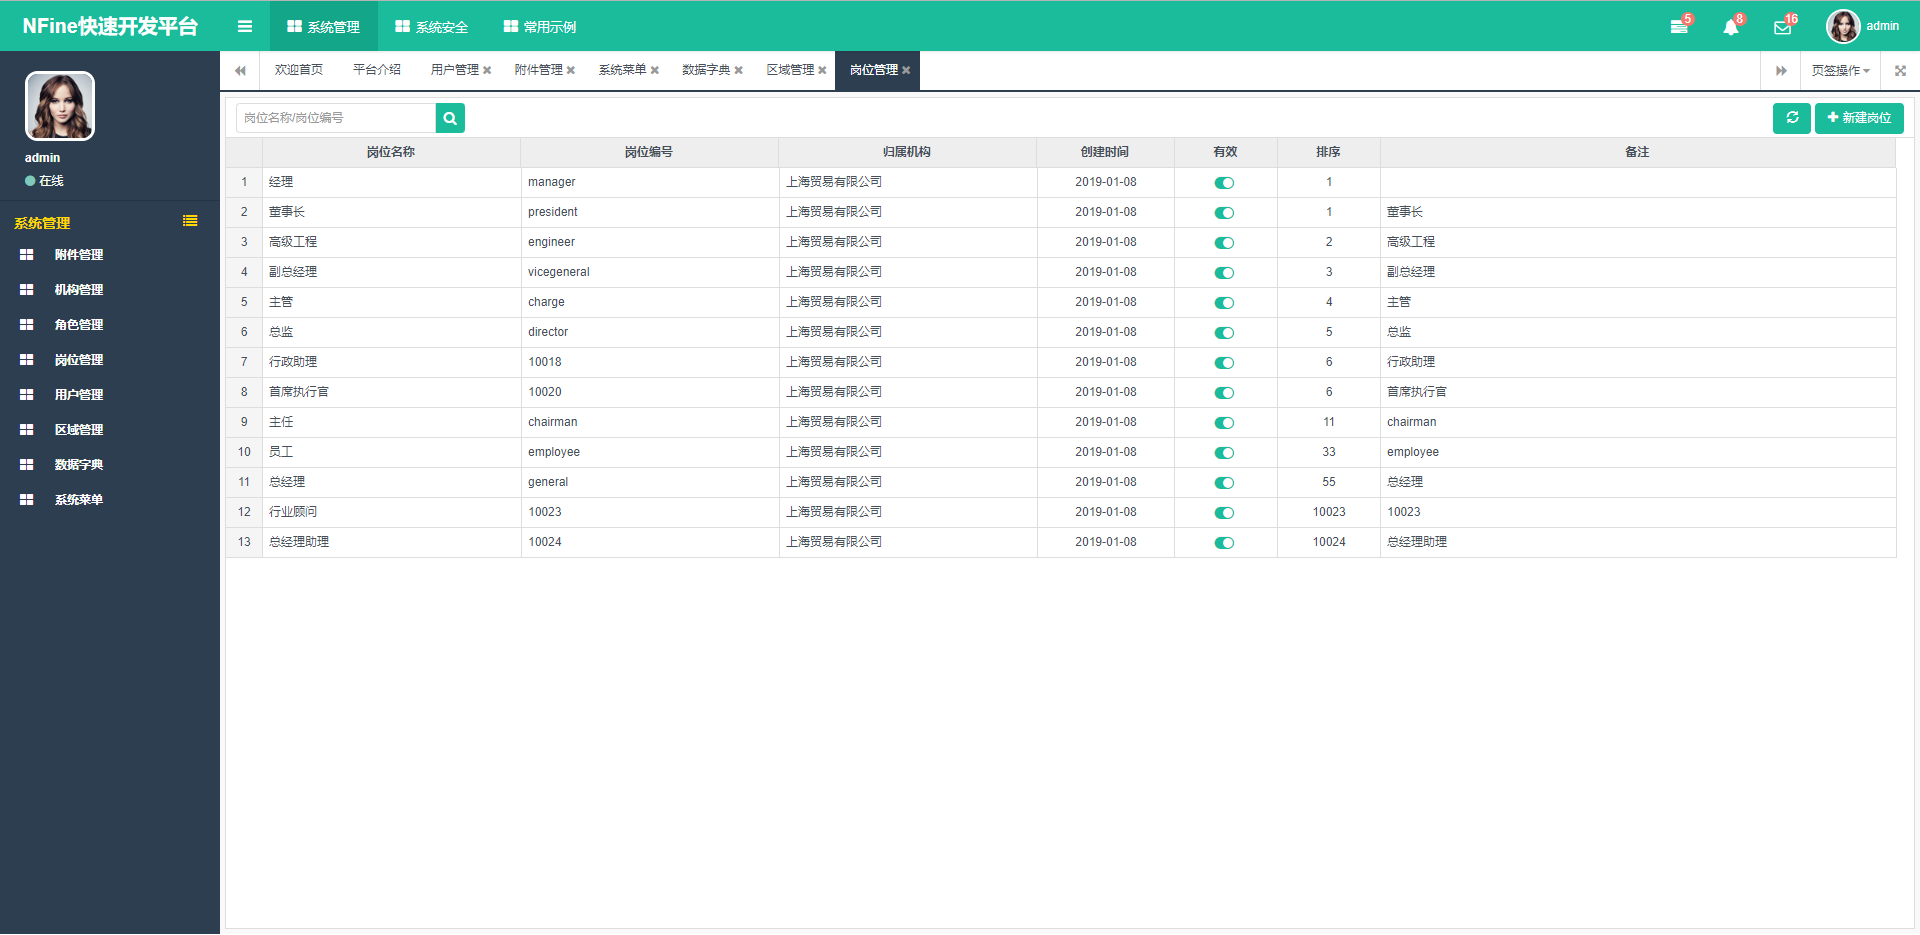 NFine快速开发平台 系统管理 系统安全 常用示例 5 8 16 admin
欢迎首页 平台介绍 用户管理 附件管理 系统菜单 数据字典 区域管理 岗位管理 页签操作
admin
在线
系统管理
附件管理
机构管理
角色管理
岗位管理
用户管理
区域管理
数据字典
系统菜单
岗位名称/岗位编号 新建岗位
岗位名称 岗位编号 归属机构 创建时间 有效 排序 备注
1 经理 manager 上海贸易有限公司 2019-01-08 1
2 董事长 president 上海贸易有限公司 2019-01-08 1 董事长
3 高级工程 engineer 上海贸易有限公司 2019-01-08 2 高级工程
4 副总经理 vicegeneral 上海贸易有限公司 2019-01-08 3 副总经理
5 主管 charge 上海贸易有限公司 2019-01-08 4 主管
6 总监 director 上海贸易有限公司 2019-01-08 5 总监
7 行政助理 10018 上海贸易有限公司 2019-01-08 6 行政助理
8 首席执行官 10020 上海贸易有限公司 2019-01-08 6 首席执行官
9 主任 chairman 上海贸易有限公司 2019-01-08 11 chairman
10 员工 employee 上海贸易有限公司 2019-01-08 33 employee
11 总经理 general 上海贸易有限公司 2019-01-08 55 总经理
12 行业顾问 10023 上海贸易有限公司 2019-01-08 10023 10023
13 总经理助理 10024 上海贸易有限公司 2019-01-08 10024 总经理助理